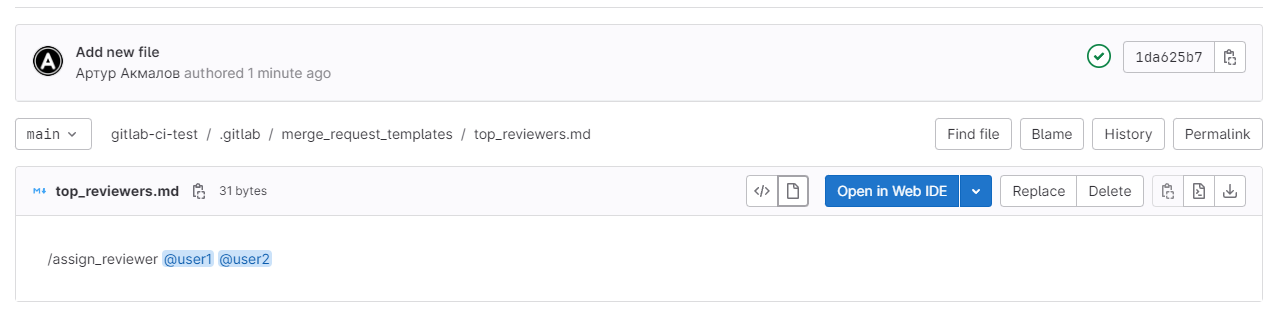 A
Add new file
Артур Акмалов authored 1 minute ago
1da625b7
main gitlab-ci-test / .gitlab / merge_request_templates / top_reviewers.md Find file Blame History Permalink
M↓ top_reviewers.md 31 bytes </> Open in Web IDE Replace Delete
/assign_reviewer @user1 @user2